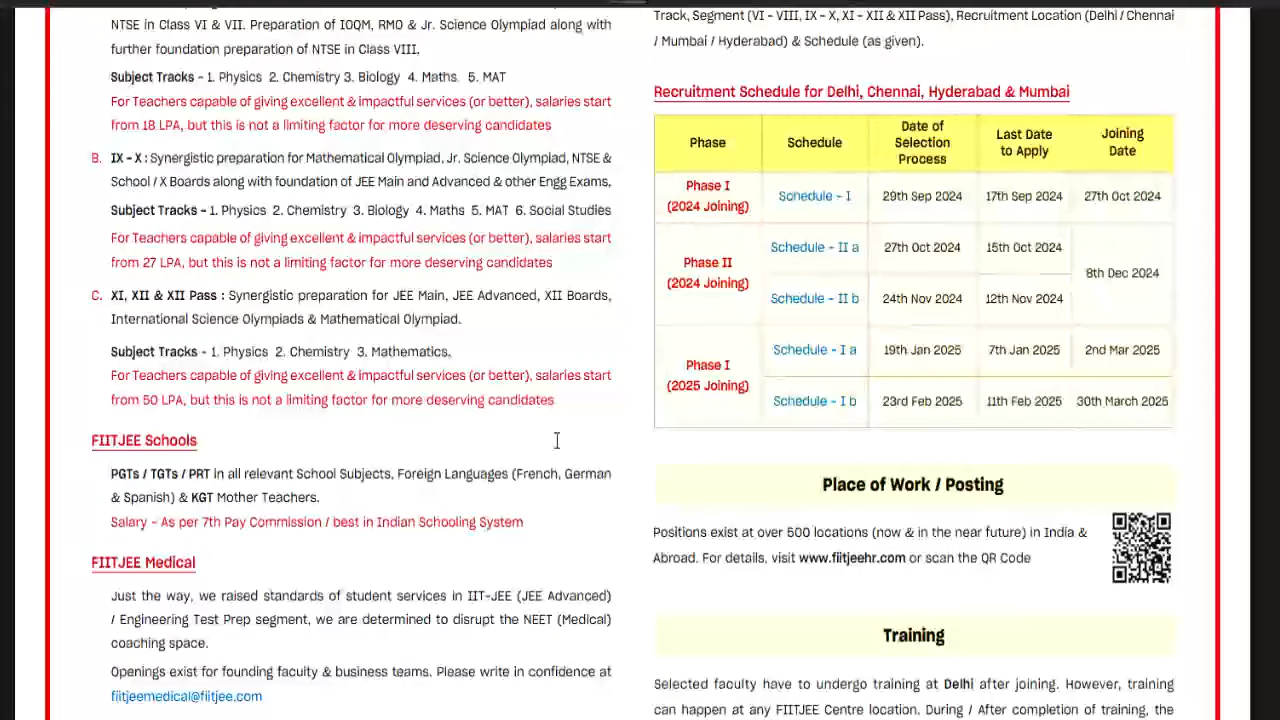 NTSE in Class VI & VII. Preparation of IOQM, RMO & Jr. Science Olympiad along with
further foundation preparation of NTSE in Class VIII.
Subject Tracks - 1. Physics 2. Chemistry 3. Biology 4. Maths 5. MAT
For Teachers capable of giving excellent & impactful services (or better), salaries start
from 18 LPA, but this is not a limiting factor for more deserving candidates
B. IX - X : Synergistic preparation for Mathematical Olympiad, Jr. Science Olympiad, NTSE &
School / X Boards along with foundation of JEE Main and Advanced & other Engg Exams.
Subject Tracks - 1. Physics 2. Chemistry 3. Biology 4. Maths 5. MAT 6. Social Studies
For Teachers capable of giving excellent & impactful services (or better), salaries start
from 27 LPA, but this is not a limiting factor for more deserving candidates
C. XI, XII & XII Pass : Synergistic preparation for JEE Main, JEE Advanced, XII Boards,
International Science Olympiads & Mathematical Olympiad.
Subject Tracks - 1. Physics 2. Chemistry 3. Mathematics.
For Teachers capable of giving excellent & impactful services (or better), salaries start
from 50 LPA, but this is not a limiting factor for more deserving candidates
FIITJEE Schools
PGTs / TGTs / PRT in all relevant School Subjects, Foreign Languages (French, German
& Spanish) & KGT Mother Teachers.
Salary - As per 7th Pay Commission / best in Indian Schooling System
FIITJEE Medical
Just the way, we raised standards of student services in IIT-JEE (JEE Advanced)
/ Engineering Test Prep segment, we are determined to disrupt the NEET (Medical)
coaching space.
Openings exist for founding faculty & business teams. Please write in confidence at
fiitjeemedical@fiitjee.com
Track, Segment (VI - VIII, IX - X, XI - XII & XII Pass), Recruitment Location (Delhi / Chennai
/ Mumbai / Hyderabad) & Schedule (as given).
Recruitment Schedule for Delhi, Chennai, Hyderabad & Mumbai
Phase Schedule Date of Selection Process Last Date to Apply Joining Date
Phase I (2024 Joining) Schedule - I 29th Sep 2024 17th Sep 2024 27th Oct 2024
Phase II (2024 Joining) Schedule - II a 27th Oct 2024 15th Oct 2024 8th Dec 2024
Schedule - II b 24th Nov 2024 12th Nov 2024
Phase I (2025 Joining) Schedule - I a 19th Jan 2025 7th Jan 2025 2nd Mar 2025
Schedule - I b 23rd Feb 2025 11th Feb 2025 30th March 2025
Place of Work / Posting
Positions exist at over 500 locations (now & in the near future) in India &
Abroad. For details, visit www.fiitjeehr.com or scan the QR Code
Training
Selected faculty have to undergo training at Delhi after joining. However, training
can happen at any FIITJEE Centre location. During / After completion of training, the